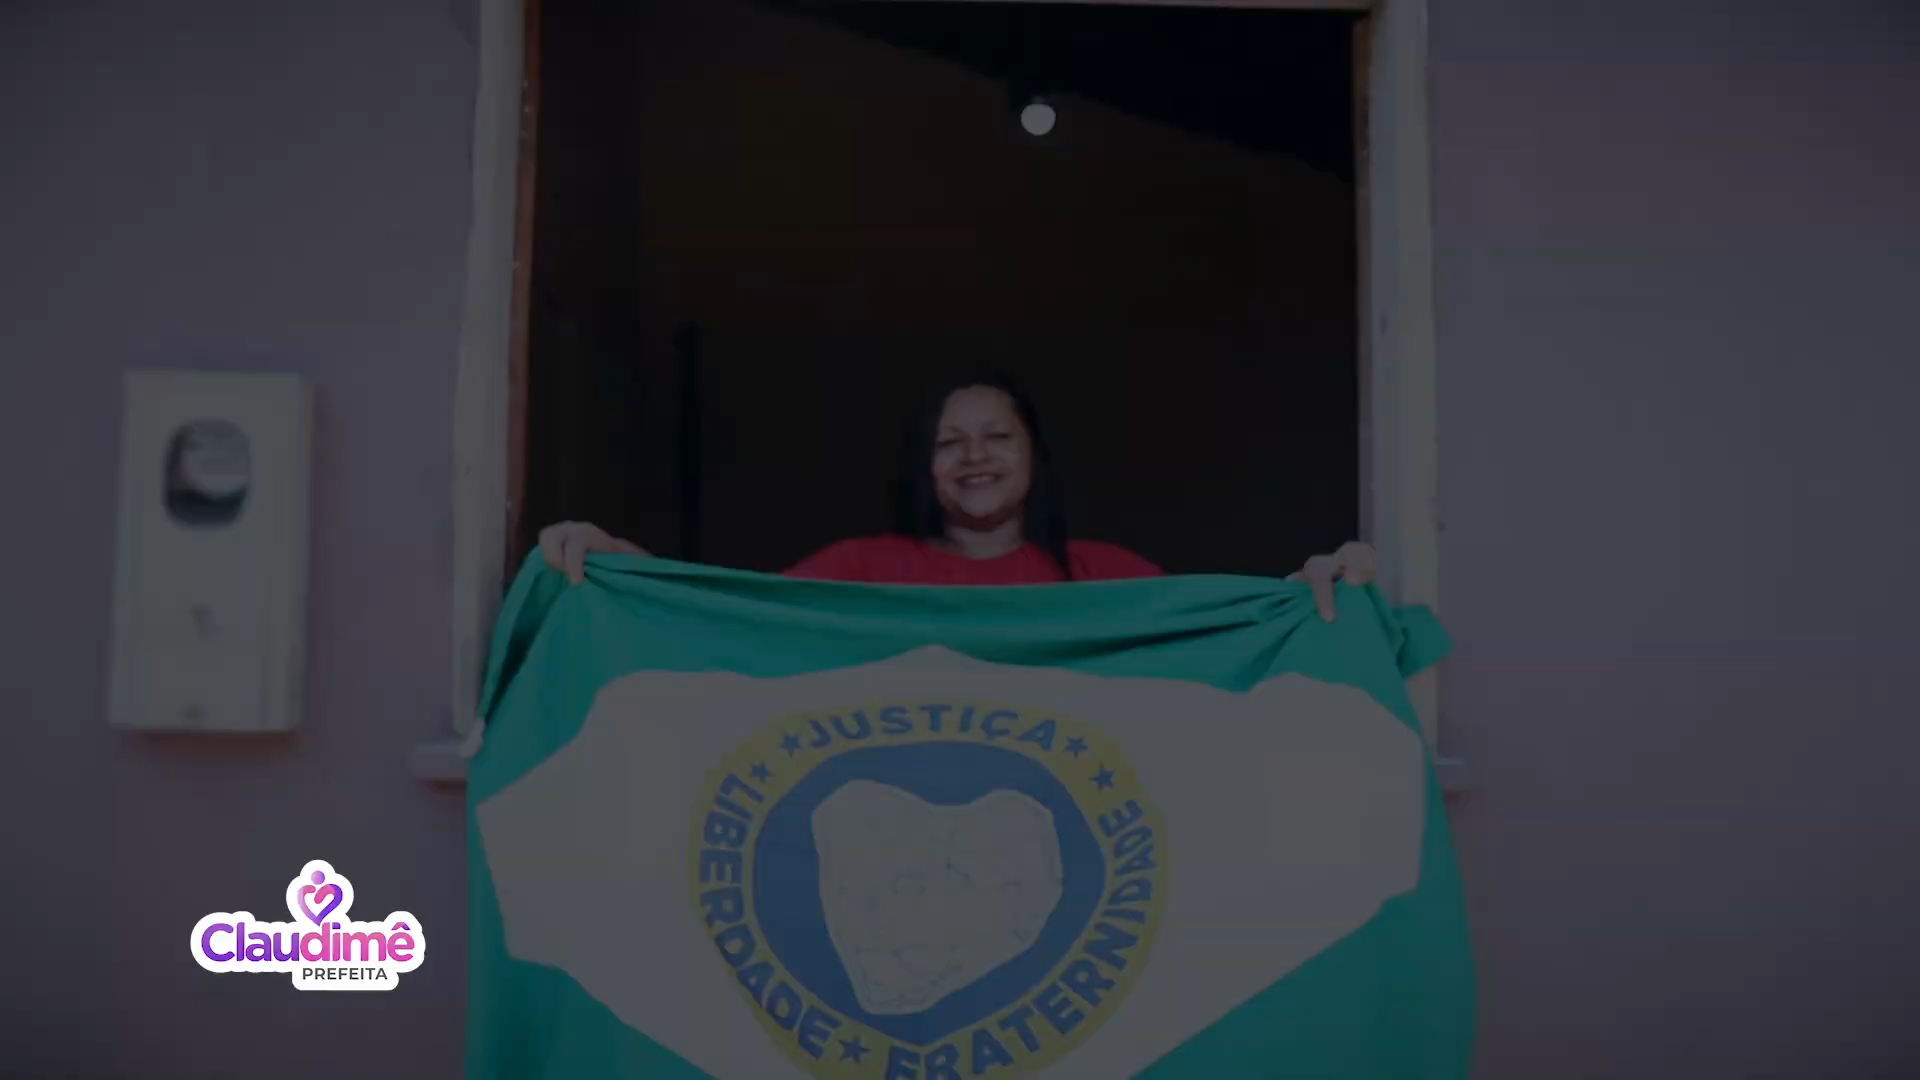 ★ JUSTIÇA ★
★ LIBERDADE ★ FRATERNIDADE ★
Claudimê
PREFEITA